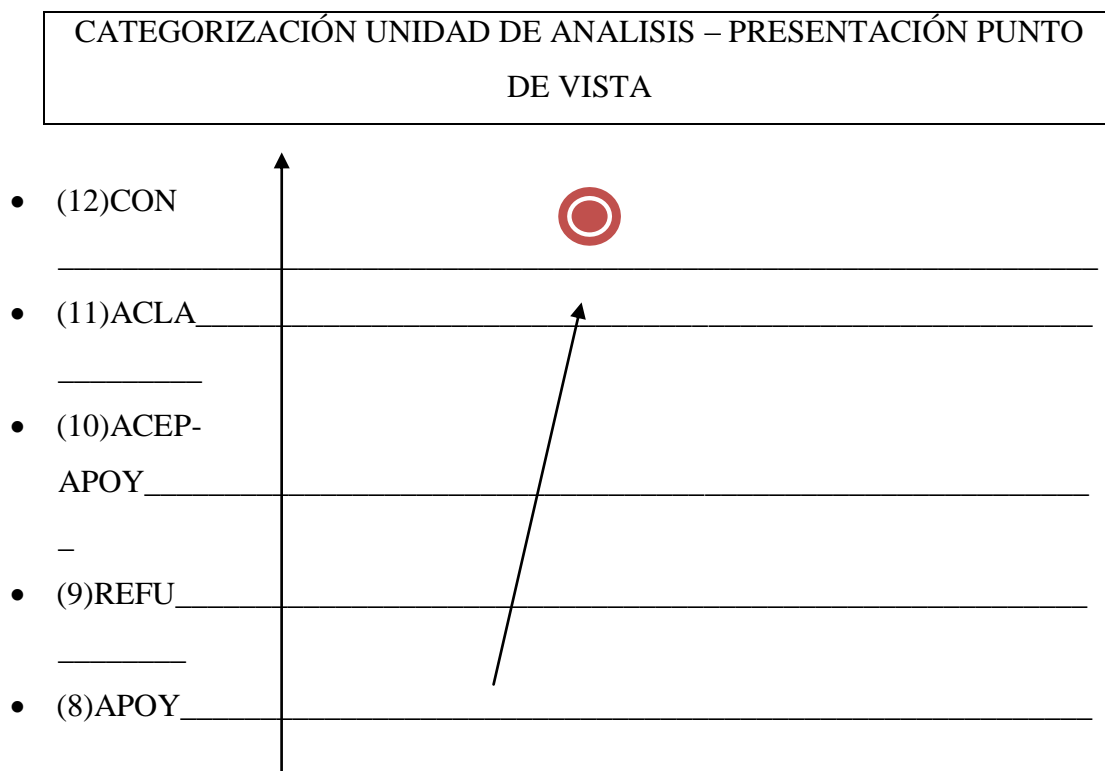 CATEGORIZACIÓN UNIDAD DE ANALISIS – PRESENTACIÓN PUNTO
DE VISTA
• (12)CON
• (11)ACLA
• (10)ACEP-
APOY
• (9)REFU
• (8)APOY